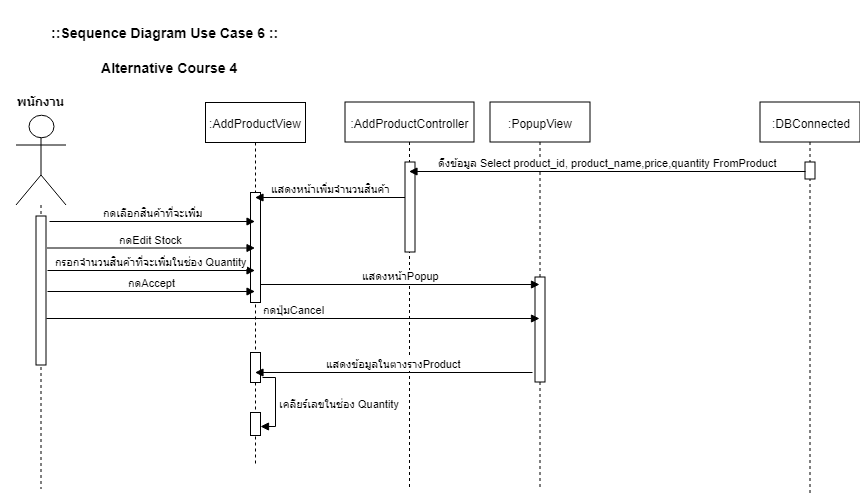 ::Sequence Diagram Use Case 6 ::
Alternative Course 4
พนักงาน
:AddProductView
:AddProductController
:PopupView
:DBConnected
ดึงข้อมูล Select product_id, product_name,price,quantity FromProduct
แสดงหน้าเพิ่มจำนวนสินค้า
กดเลือกสินค้าที่จะเพิ่ม
กดEdit Stock
กรอกจำนวนสินค้าที่จะเพิ่มในช่อง Quantity
กดAccept
แสดงหน้าPopup
กดปุ่มCancel
แสดงข้อมูลในตางรางProduct
เคลียร์เลขในช่อง Quantity